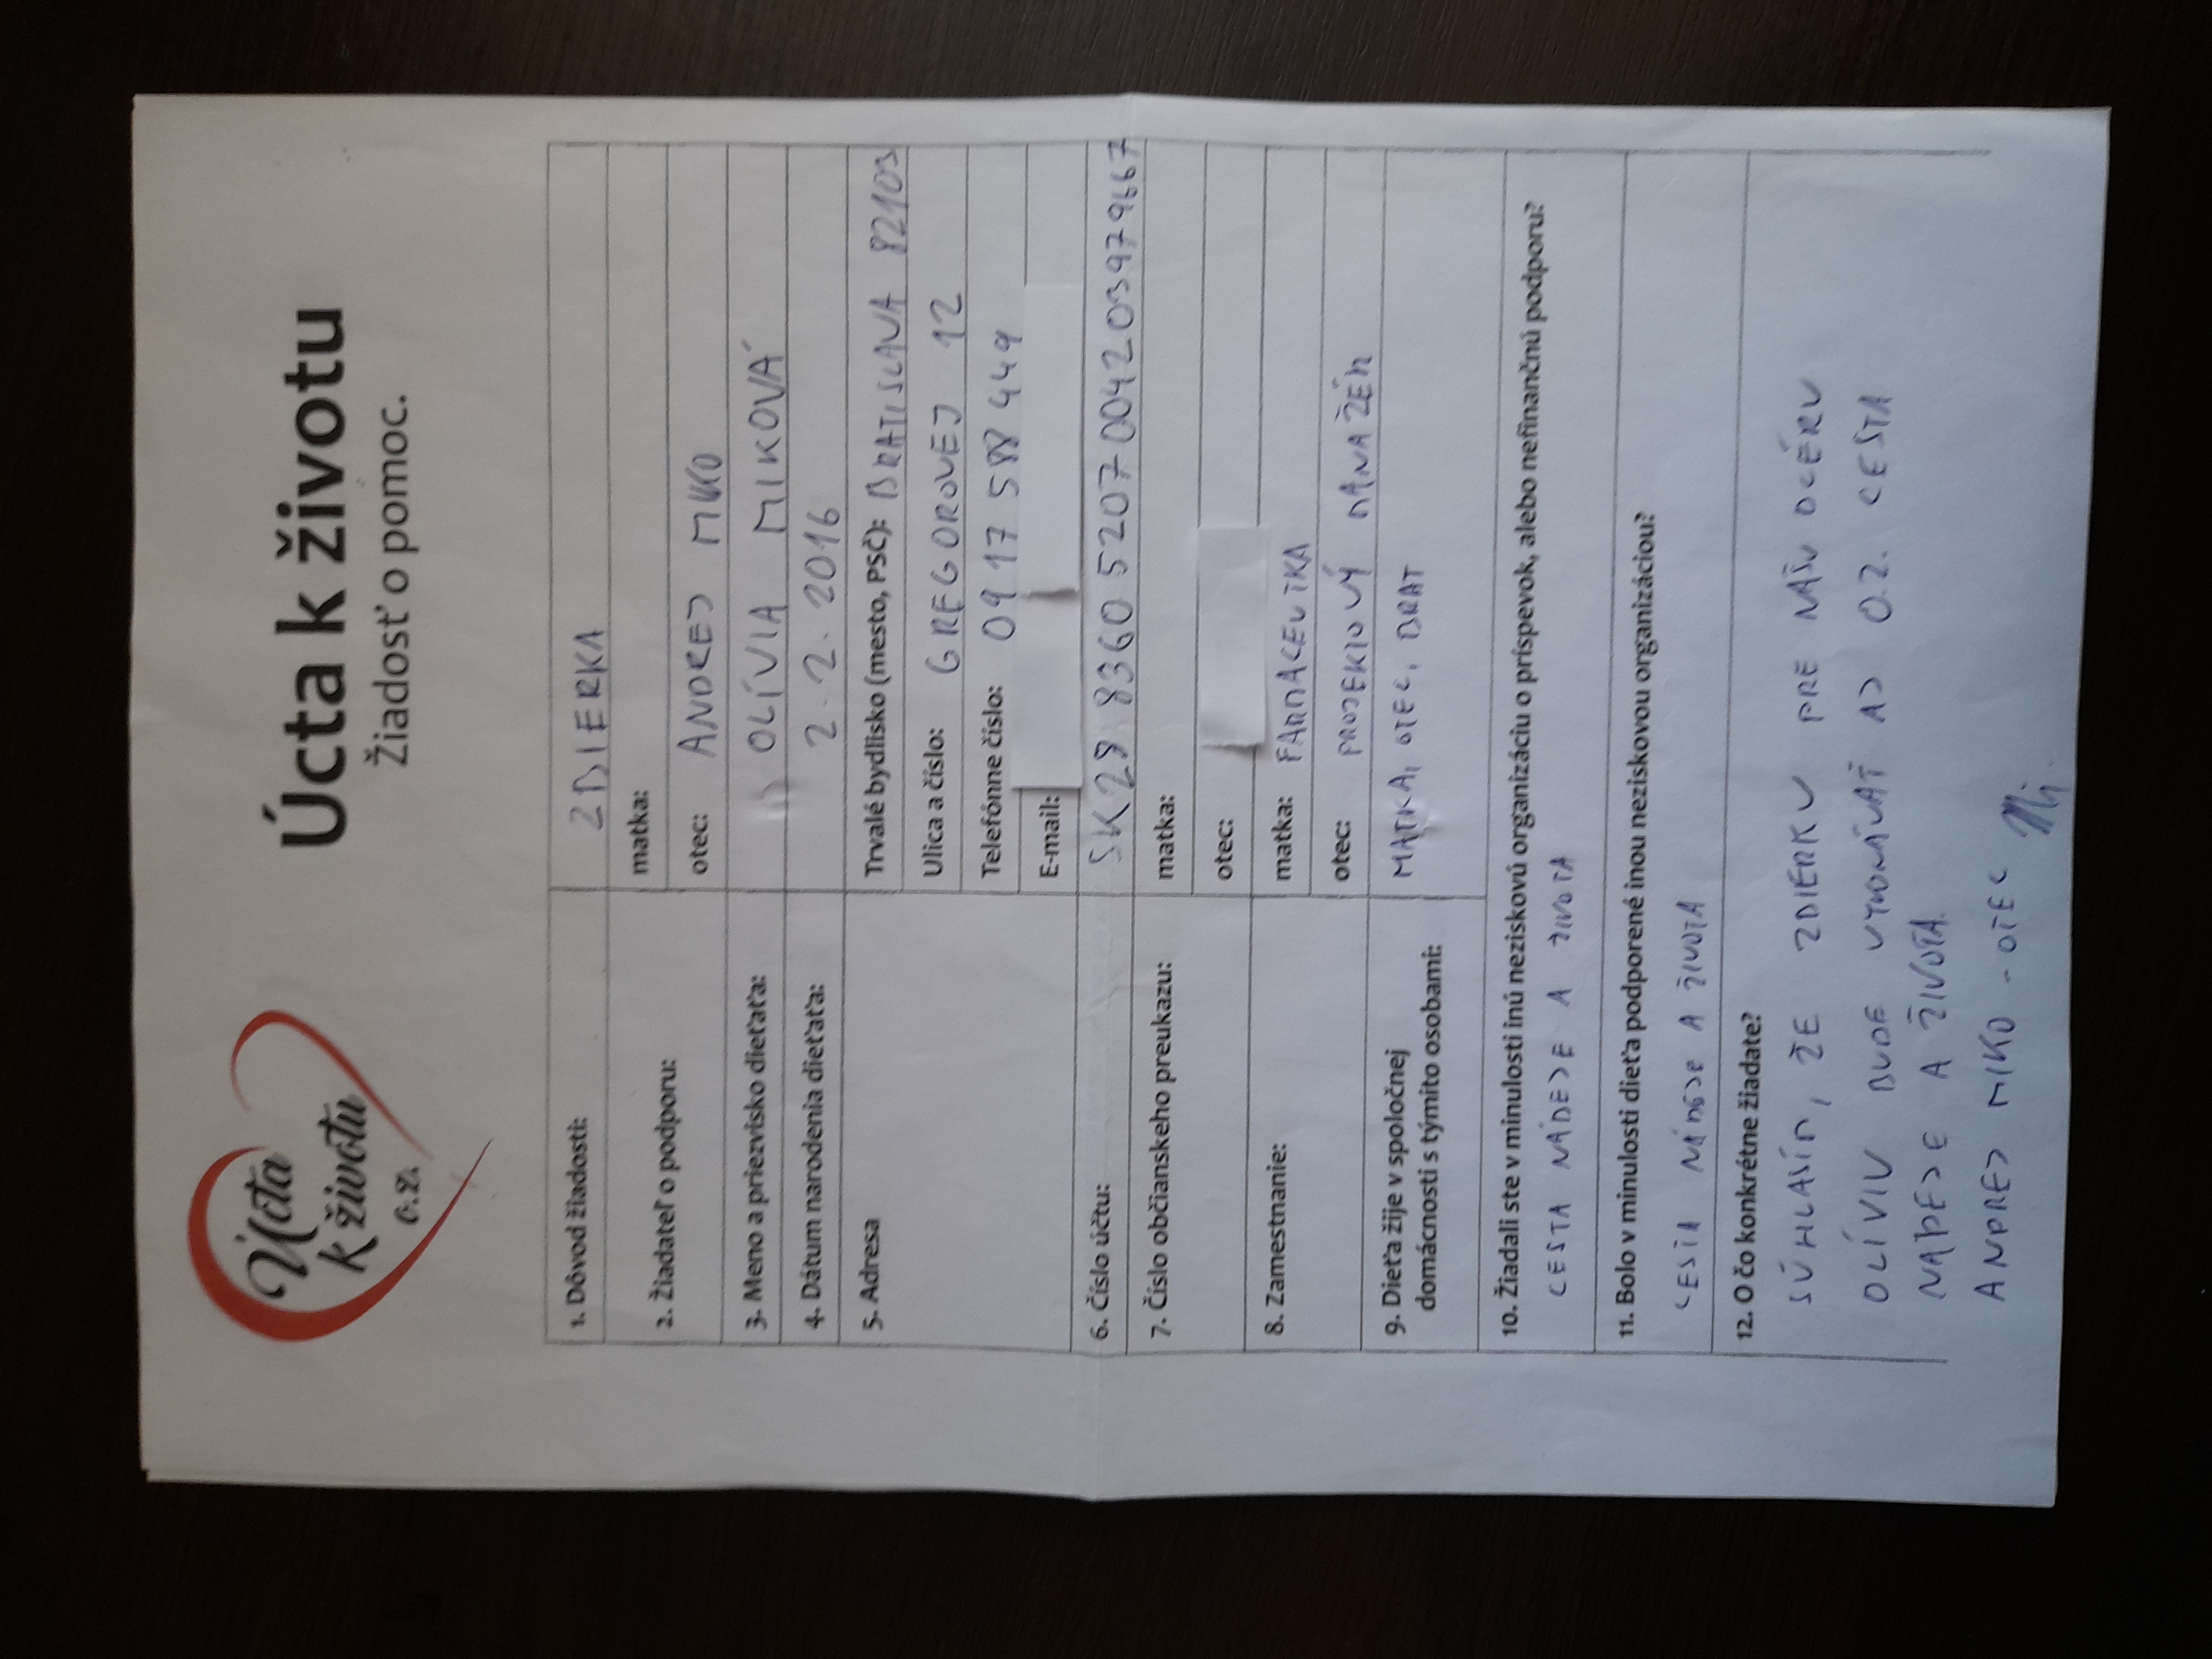 Úcta
k životu
o.z.
Úcta k životu
Žiadosť o pomoc.
1. Dôvod žiadosti: ZBIERKA
2. Žiadateľ o podporu: matka:
otec: ANDREJ MIKO
3. Meno a priezvisko dieťaťa: OLÍVIA MIKOVÁ
4. Dátum narodenia dieťaťa: 2. 2. 2016
5. Adresa Trvalé bydlisko (mesto, PSČ): BRATISLAVA 82103
Ulica a číslo: GREGOROVEJ 12
Telefónne číslo: 0917 588 449
E-mail:
6. Číslo účtu: SK29 8360 5207 0042 0397 9667
7. Číslo občianskeho preukazu: matka:
otec:
8. Zamestnanie: matka: FARMACEUTKA
otec: PROJEKTOVÝ MANAŽÉR
9. Dieťa žije v spoločnej MATKA, OTEC, BRAT
domácnosti s týmito osobami:
10. Žiadali ste v minulosti inú neziskovú organizáciu o príspevok, alebo nefinančnú podporu?
CESTA NÁDEJE A ŽIVOTA
11. Bolo v minulosti dieťa podporené inou neziskovou organizáciou?
CESTA NÁDEJE A ŽIVOTA
12. O čo konkrétne žiadate?
SÚHLASÍM, ŽE ZBIERKU PRE NAŠU DCÉRU
OLÍVIU BUDE VYKONÁVAŤ AJ O.Z. CESTA
NÁDEJE A ŽIVOTA.
ANDREJ MIKO - OTEC